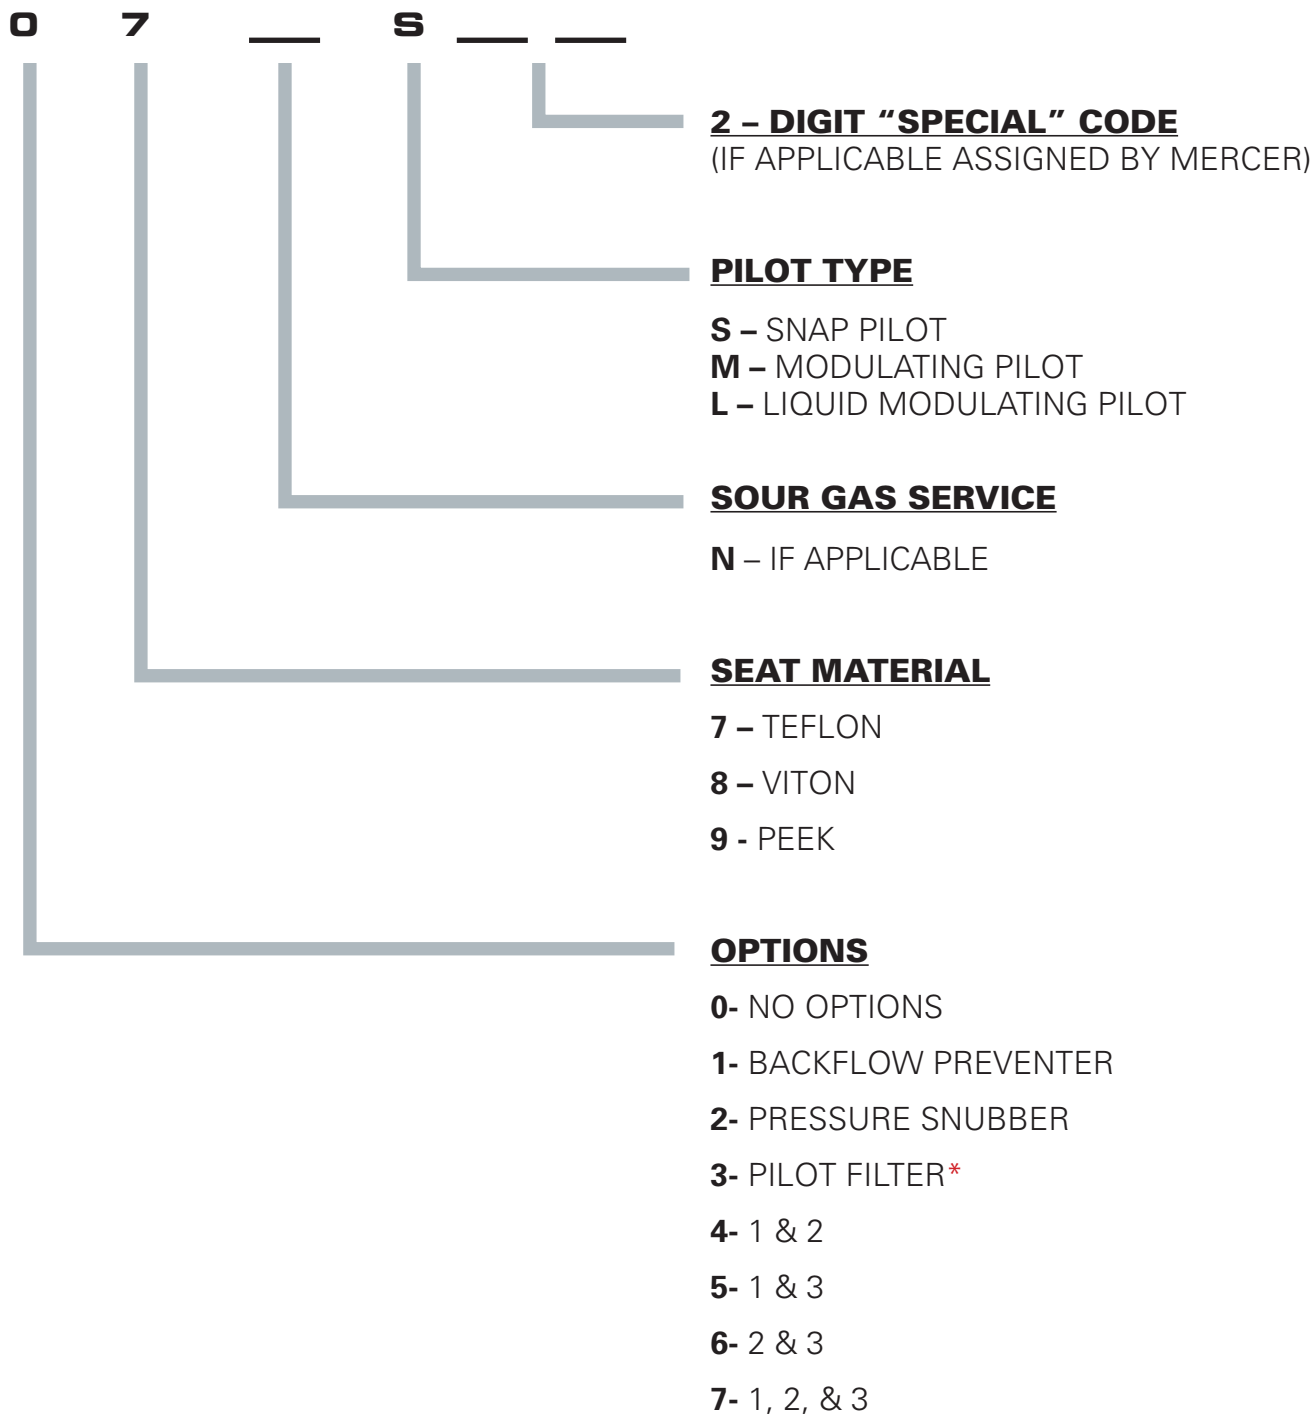 0 7 ___ S ___ ___
2 – DIGIT “SPECIAL” CODE
(IF APPLICABLE ASSIGNED BY MERCER)
PILOT TYPE
S – SNAP PILOT
M – MODULATING PILOT
L – LIQUID MODULATING PILOT
SOUR GAS SERVICE
N – IF APPLICABLE
SEAT MATERIAL
7 – TEFLON
8 – VITON
9 - PEEK
OPTIONS
0- NO OPTIONS
1- BACKFLOW PREVENTER
2- PRESSURE SNUBBER
3- PILOT FILTER*
4- 1 & 2
5- 1 & 3
6- 2 & 3
7- 1, 2, & 3